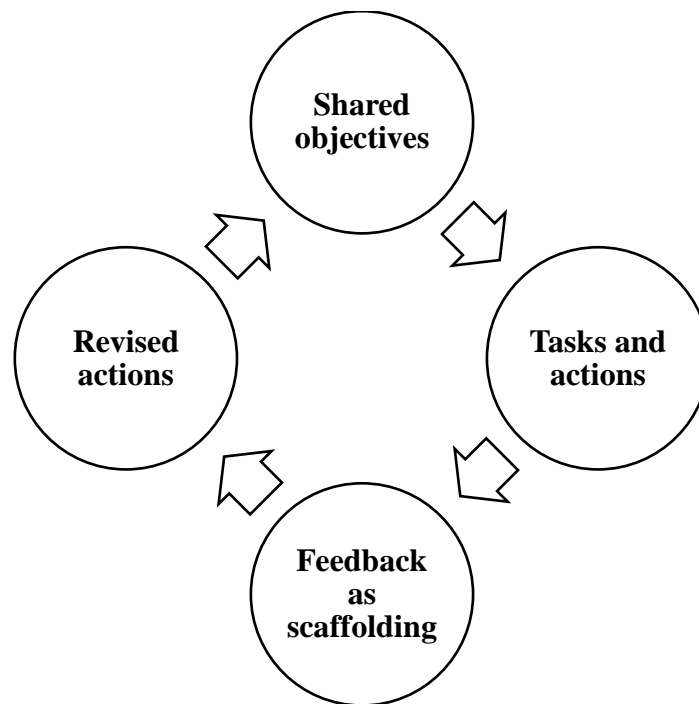 Shared
objectives
Tasks and
actions
Feedback
as
scaffolding
Revised
actions